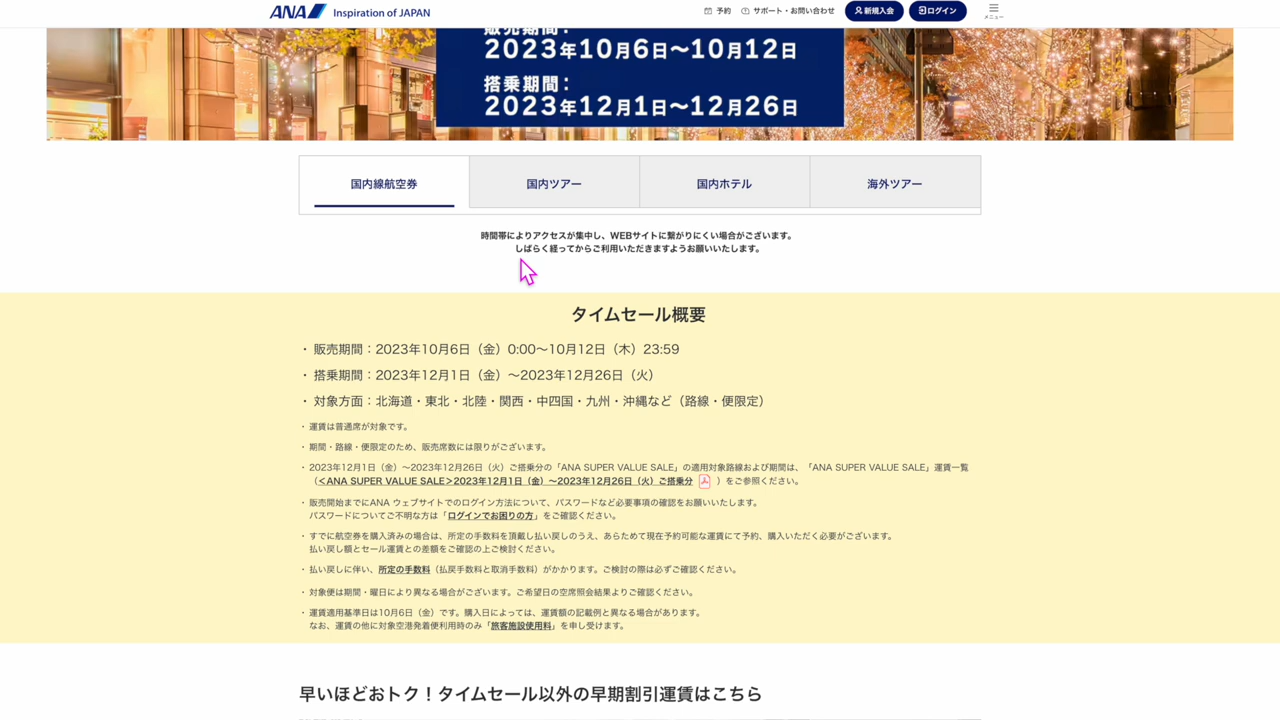 ANA Inspiration of JAPAN
予約 サポート・お問い合わせ 新規入会 ログイン
メニュー
販売期間：
2023年10月6日〜10月12日
搭乗期間：
2023年12月1日〜12月26日
国内線航空券 国内ツアー 国内ホテル 海外ツアー
時間帯によりアクセスが集中し、WEBサイトに繋がりにくい場合がございます。
しばらく経ってからご利用いただきますようお願いいたします。
タイムセール概要
・ 販売期間：2023年10月6日（金）0:00〜10月12日（木）23:59
・ 搭乗期間：2023年12月1日（金）〜2023年12月26日（火）
・ 対象方面：北海道・東北・北陸・関西・中四国・九州・沖縄など（路線・便限定）
・ 運賃は普通席が対象です。
・ 期間・路線・便限定のため、販売席数には限りがございます。
・ 2023年12月1日（金）〜2023年12月26日（火）ご搭乗分の「ANA SUPER VALUE SALE」の適用対象路線および期間は、「ANA SUPER VALUE SALE」運賃一覧
（＜ANA SUPER VALUE SALE＞2023年12月1日（金）〜2023年12月26日（火）ご搭乗分 ）をご参照ください。
・ 販売開始までにANA ウェブサイトでのログイン方法について、パスワードなど必要事項の確認をお願いいたします。
パスワードについてご不明な方は「ログインでお困りの方」をご確認ください。
・ すでに航空券を購入済みの場合は、所定の手数料を頂戴し払い戻しのうえ、あらためて現在予約可能な運賃にて予約、購入いただく必要がございます。
払い戻し額とセール運賃との差額をご確認の上ご検討ください。
・ 払い戻しに伴い、所定の手数料（払戻手数料と取消手数料）がかかります。ご検討の際は必ずご確認ください。
・ 対象便は期間・曜日により異なる場合がございます。ご希望日の空席照会結果よりご確認ください。
・ 運賃適用基準日は10月6日（金）です。購入日によっては、運賃額の記載例と異なる場合があります。
なお、運賃の他に対象空港発着便利用時のみ「旅客施設使用料」を申し受けます。
早いほどおトク！タイムセール以外の早期割引運賃はこちら